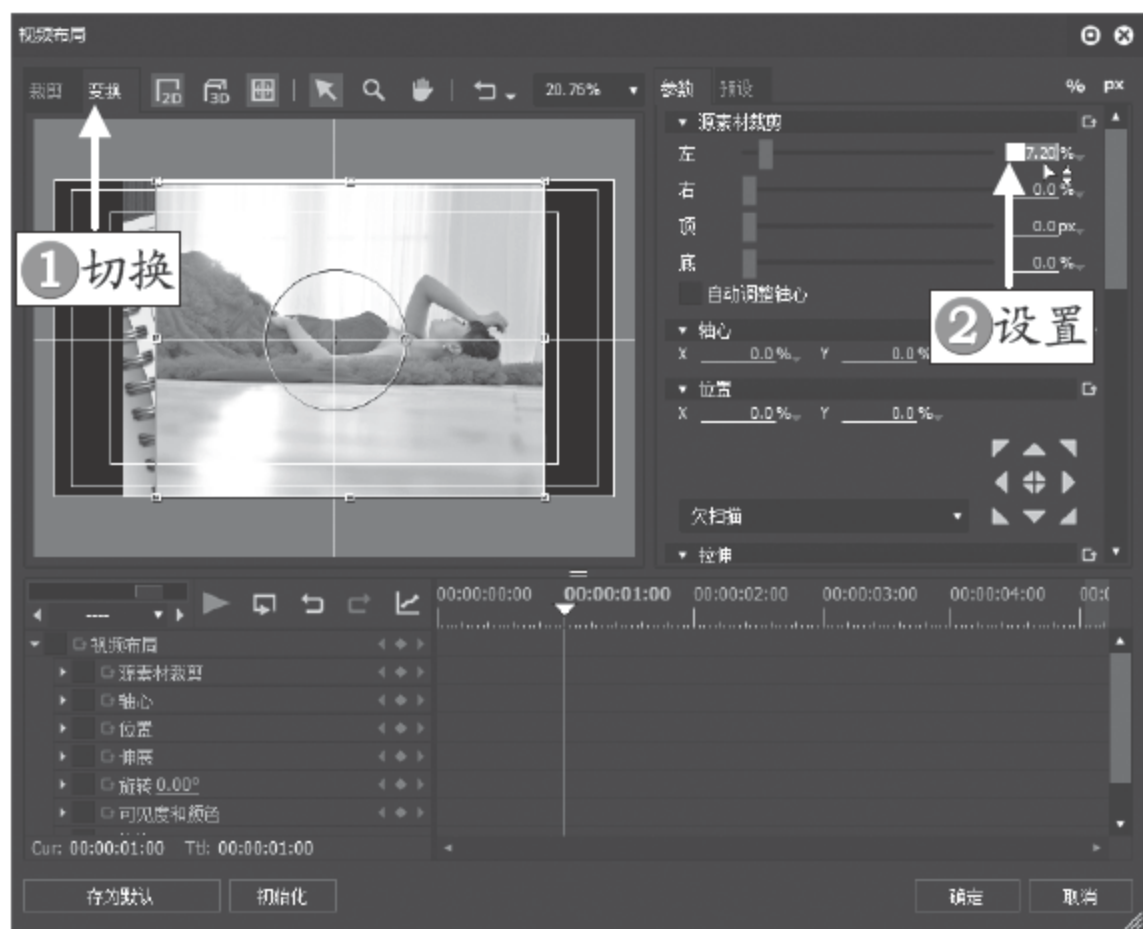 视频布局
裁剪 变换 2D 3D 20.76% 参数 预设 % px
源素材裁剪
左 7.20 %
右 0.0 %
顶 0.0 px
底 0.0 %
自动调整轴心
①切换
②设置
轴心
X 0.0 % Y 0.0 %
位置
X 0.0 % Y 0.0 %
欠扫描
拉伸
---- 00:00:00:00 00:00:01:00 00:00:02:00 00:00:03:00 00:00:04:00 00:0
视频布局
源素材裁剪
轴心
位置
伸展
旋转 0.00°
可见度和颜色
Cur: 00:00:01:00 Ttl: 00:00:01:00
存为默认 初始化 确定 取消